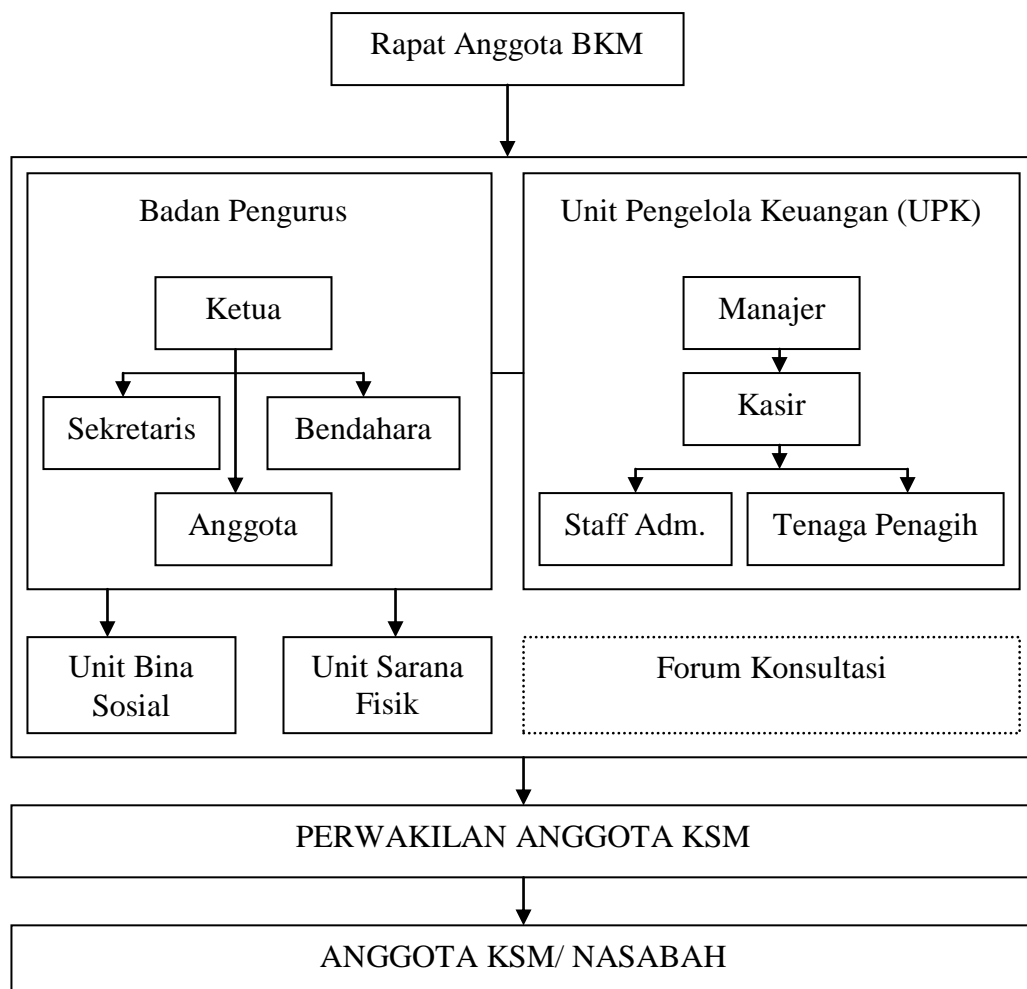 Rapat Anggota BKM
Badan Pengurus
Ketua
Sekretaris
Bendahara
Anggota
Unit Pengelola Keuangan (UPK)
Manajer
Kasir
Staff Adm.
Tenaga Penagih
Unit Bina
Sosial
Unit Sarana
Fisik
Forum Konsultasi
PERWAKILAN ANGGOTA KSM
ANGGOTA KSM/ NASABAH